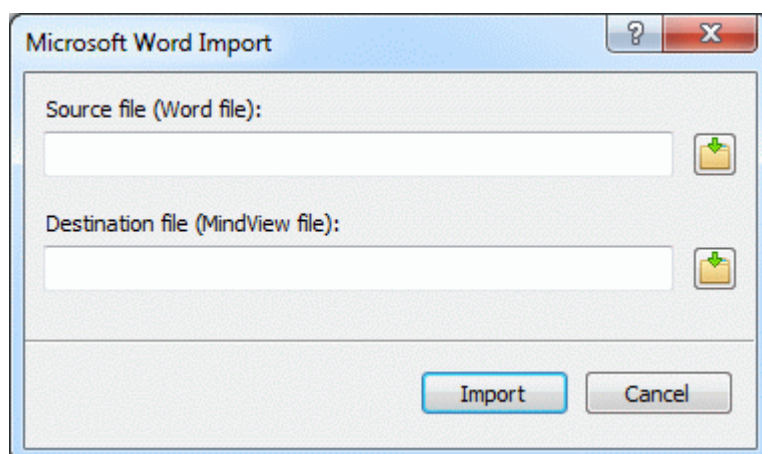 Microsoft Word Import
Source file (Word file):
Destination file (MindView file):
Import Cancel